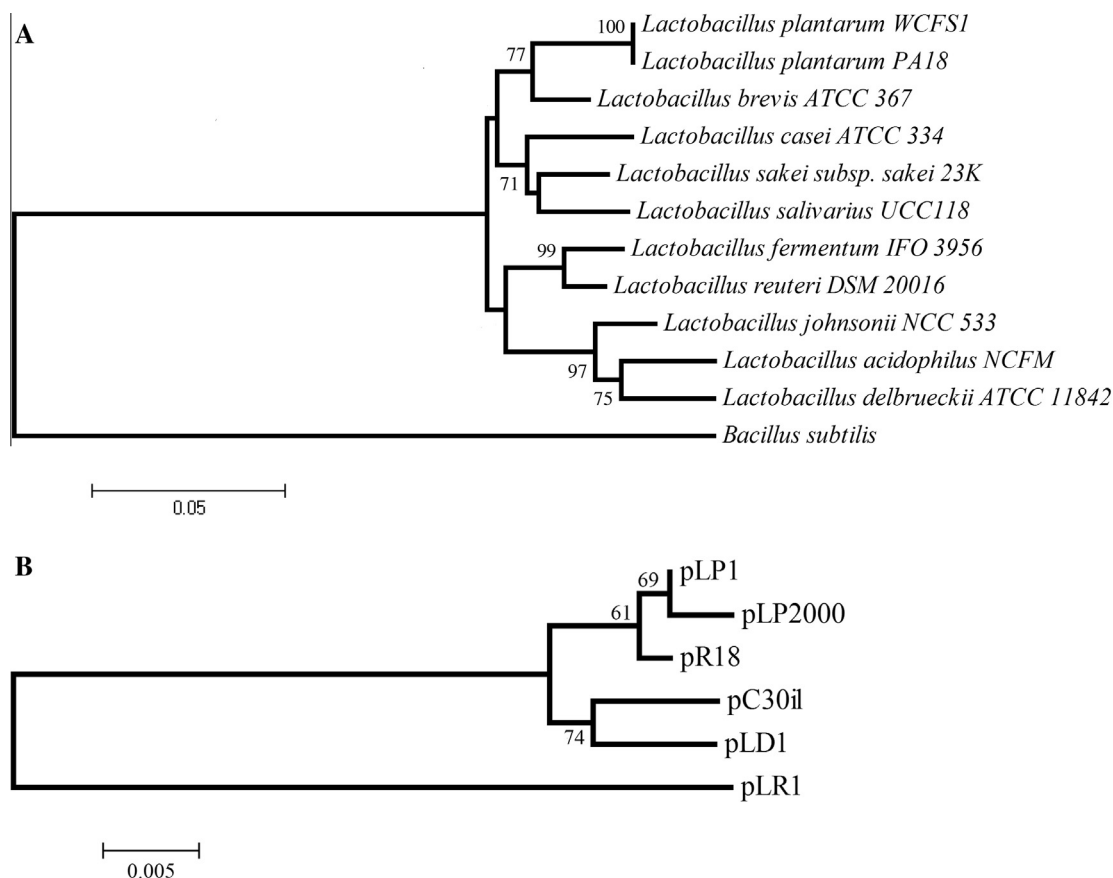 A
100
Lactobacillus plantarum WCFS1
77
Lactobacillus plantarum PA18
Lactobacillus brevis ATCC 367
Lactobacillus casei ATCC 334
71
Lactobacillus sakei subsp. sakei 23K
Lactobacillus salivarius UCC118
99
Lactobacillus fermentum IFO 3956
Lactobacillus reuteri DSM 20016
Lactobacillus johnsonii NCC 533
97
Lactobacillus acidophilus NCFM
75
Lactobacillus delbrueckii ATCC 11842
Bacillus subtilis
0.05
B
69
pLP1
61
pLP2000
pR18
pC30il
74
pLD1
pLR1
0.005